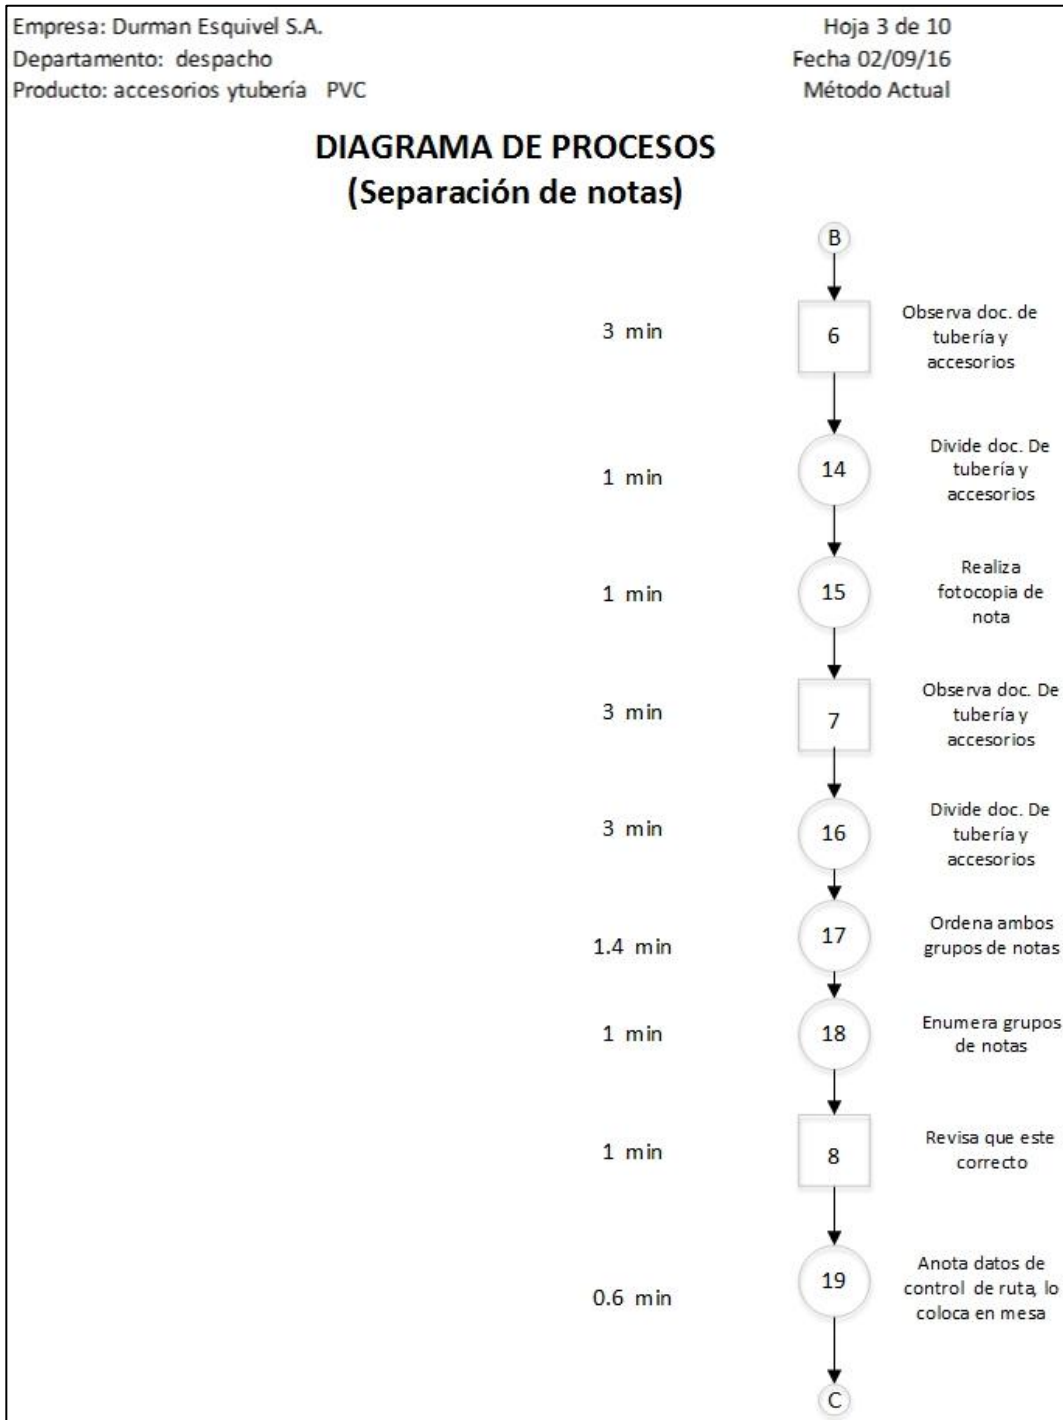 Empresa: Durman Esquivel S.A.
Hoja 3 de 10
Departamento: despacho
Fecha 02/09/16
Producto: accesorios ytubería PVC
Método Actual
DIAGRAMA DE PROCESOS
(Separación de notas)
B
3 min
6
Observa doc. de
tubería y
accesorios
1 min
14
Divide doc. De
tubería y
accesorios
1 min
15
Realiza
fotocopia de
nota
3 min
7
Observa doc. De
tubería y
accesorios
3 min
16
Divide doc. De
tubería y
accesorios
1.4 min
17
Ordena ambos
grupos de notas
1 min
18
Enumera grupos
de notas
1 min
8
Revisa que este
correcto
0.6 min
19
Anota datos de
control de ruta, lo
coloca en mesa
C